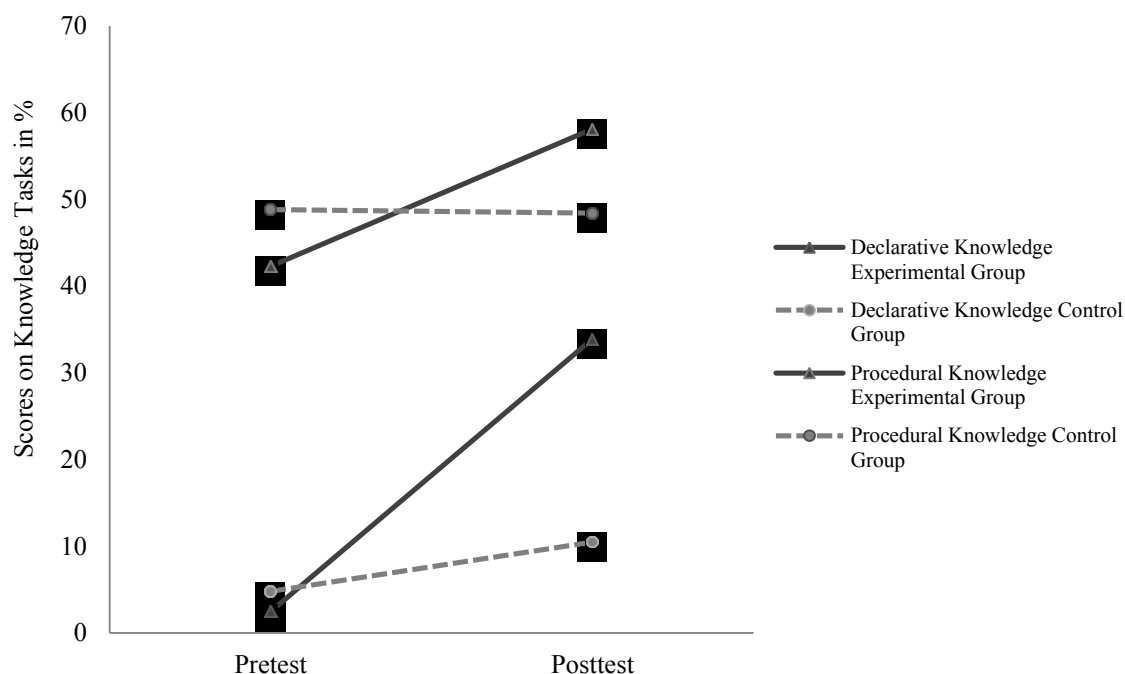 70
60
50
40
30
20
10
0
Scores on Knowledge Tasks in %
Pretest
Posttest
Declarative Knowledge
Experimental Group
Declarative Knowledge Control
Group
Procedural Knowledge
Experimental Group
Procedural Knowledge Control
Group